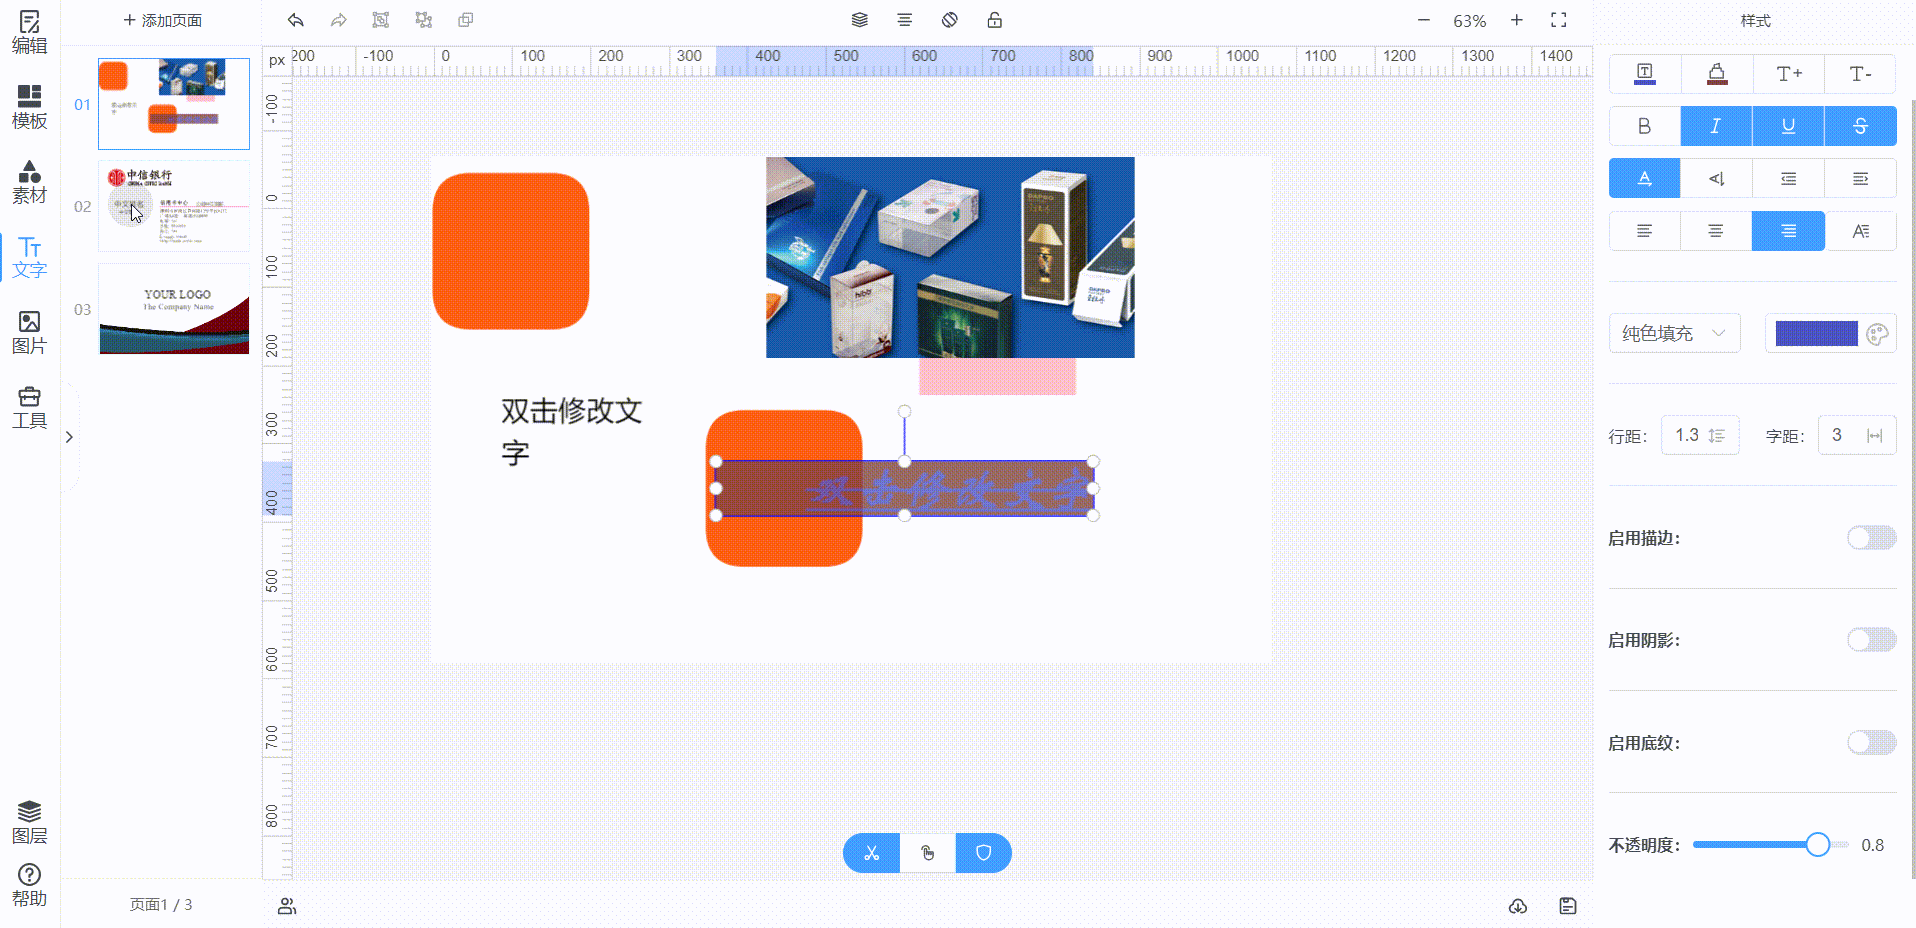 编辑
模板
素材
文字
图片
工具
图层
帮助
添加页面
01
02
中信银行
03
YOUR LOGO
The Company Name
页面1 / 3
63%
px
200 -100 0 100 200 300 400 500 600 700 800 900 1000 1100 1200 1300 1400
-100
0
100
200
300
400
500
600
700
800
双击修改文
字
双击修改文字
样式
T
T+
T-
B
I
U
S
纯色填充
行距：
1.3
字距：
3
启用描边：
启用阴影：
启用底纹：
不透明度：
0.8